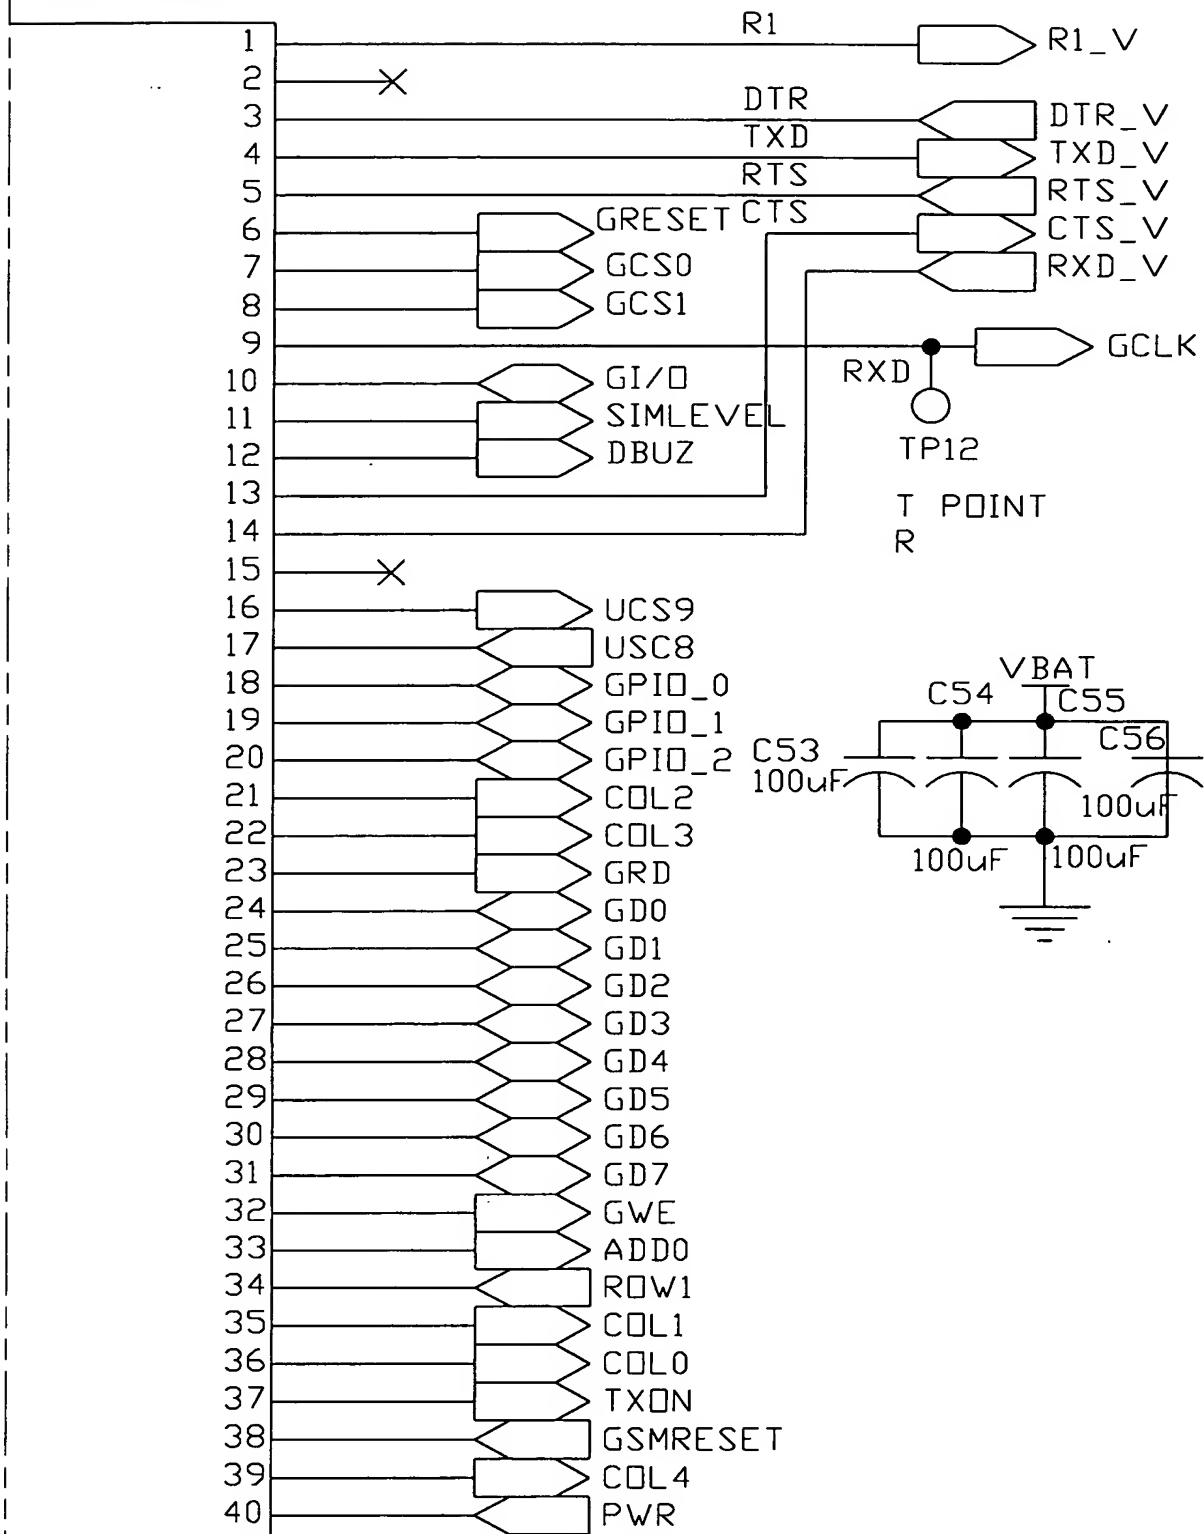 R1
1 R1_V
2
DTR
3 DTR_V
TXD
4 TXD_V
RTS
5 RTS_V
CTS
6 GRESET CTS_V
7 GCS0 RXD_V
8 GCS1
9 GCLK
RXD
10 GI/O
11 SIMLEVEL
12 DBUZ
TP12
13
T POINT
14
R
15
16 UCS9
17 USC8
18 GPIO_0
19 GPIO_1
20 GPIO_2
21 COL2
22 COL3
23 GRD
24 GD0
25 GD1
26 GD2
27 GD3
28 GD4
29 GD5
30 GD6
31 GD7
32 GWE
33 ADD0
34 ROW1
35 COL1
36 COL0
37 TXON
38 GSMRESET
39 COL4
40 PWR
VBAT
C54 C55
C53 C56
100uF
100uF
100uF 100uF